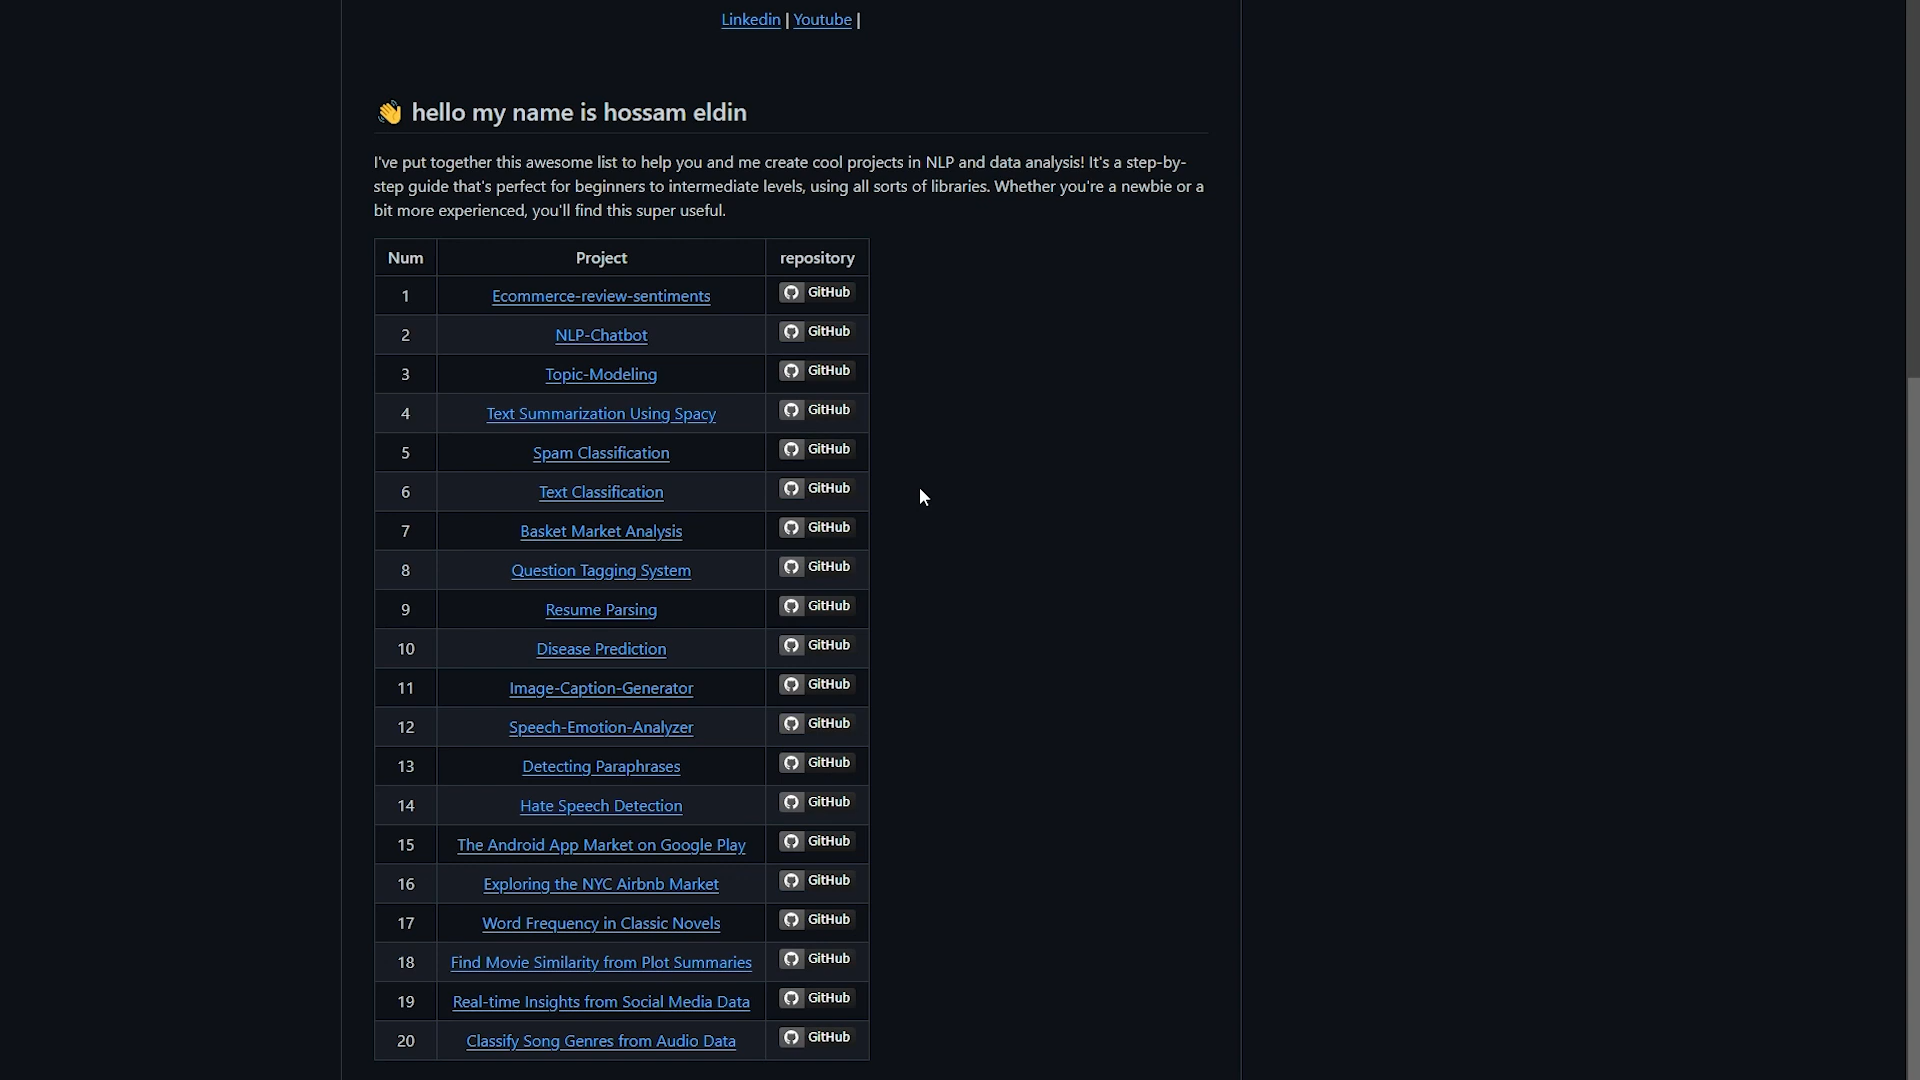 Linkedin | Youtube |
👋 hello my name is hossam eldin
I've put together this awesome list to help you and me create cool projects in NLP and data analysis! It's a step-by-
step guide that's perfect for beginners to intermediate levels, using all sorts of libraries. Whether you're a newbie or a
bit more experienced, you'll find this super useful.
Num Project repository
1 Ecommerce-review-sentiments GitHub
2 NLP-Chatbot GitHub
3 Topic-Modeling GitHub
4 Text Summarization Using Spacy GitHub
5 Spam Classification GitHub
6 Text Classification GitHub
7 Basket Market Analysis GitHub
8 Question Tagging System GitHub
9 Resume Parsing GitHub
10 Disease Prediction GitHub
11 Image-Caption-Generator GitHub
12 Speech-Emotion-Analyzer GitHub
13 Detecting Paraphrases GitHub
14 Hate Speech Detection GitHub
15 The Android App Market on Google Play GitHub
16 Exploring the NYC Airbnb Market GitHub
17 Word Frequency in Classic Novels GitHub
18 Find Movie Similarity from Plot Summaries GitHub
19 Real-time Insights from Social Media Data GitHub
20 Classify Song Genres from Audio Data GitHub